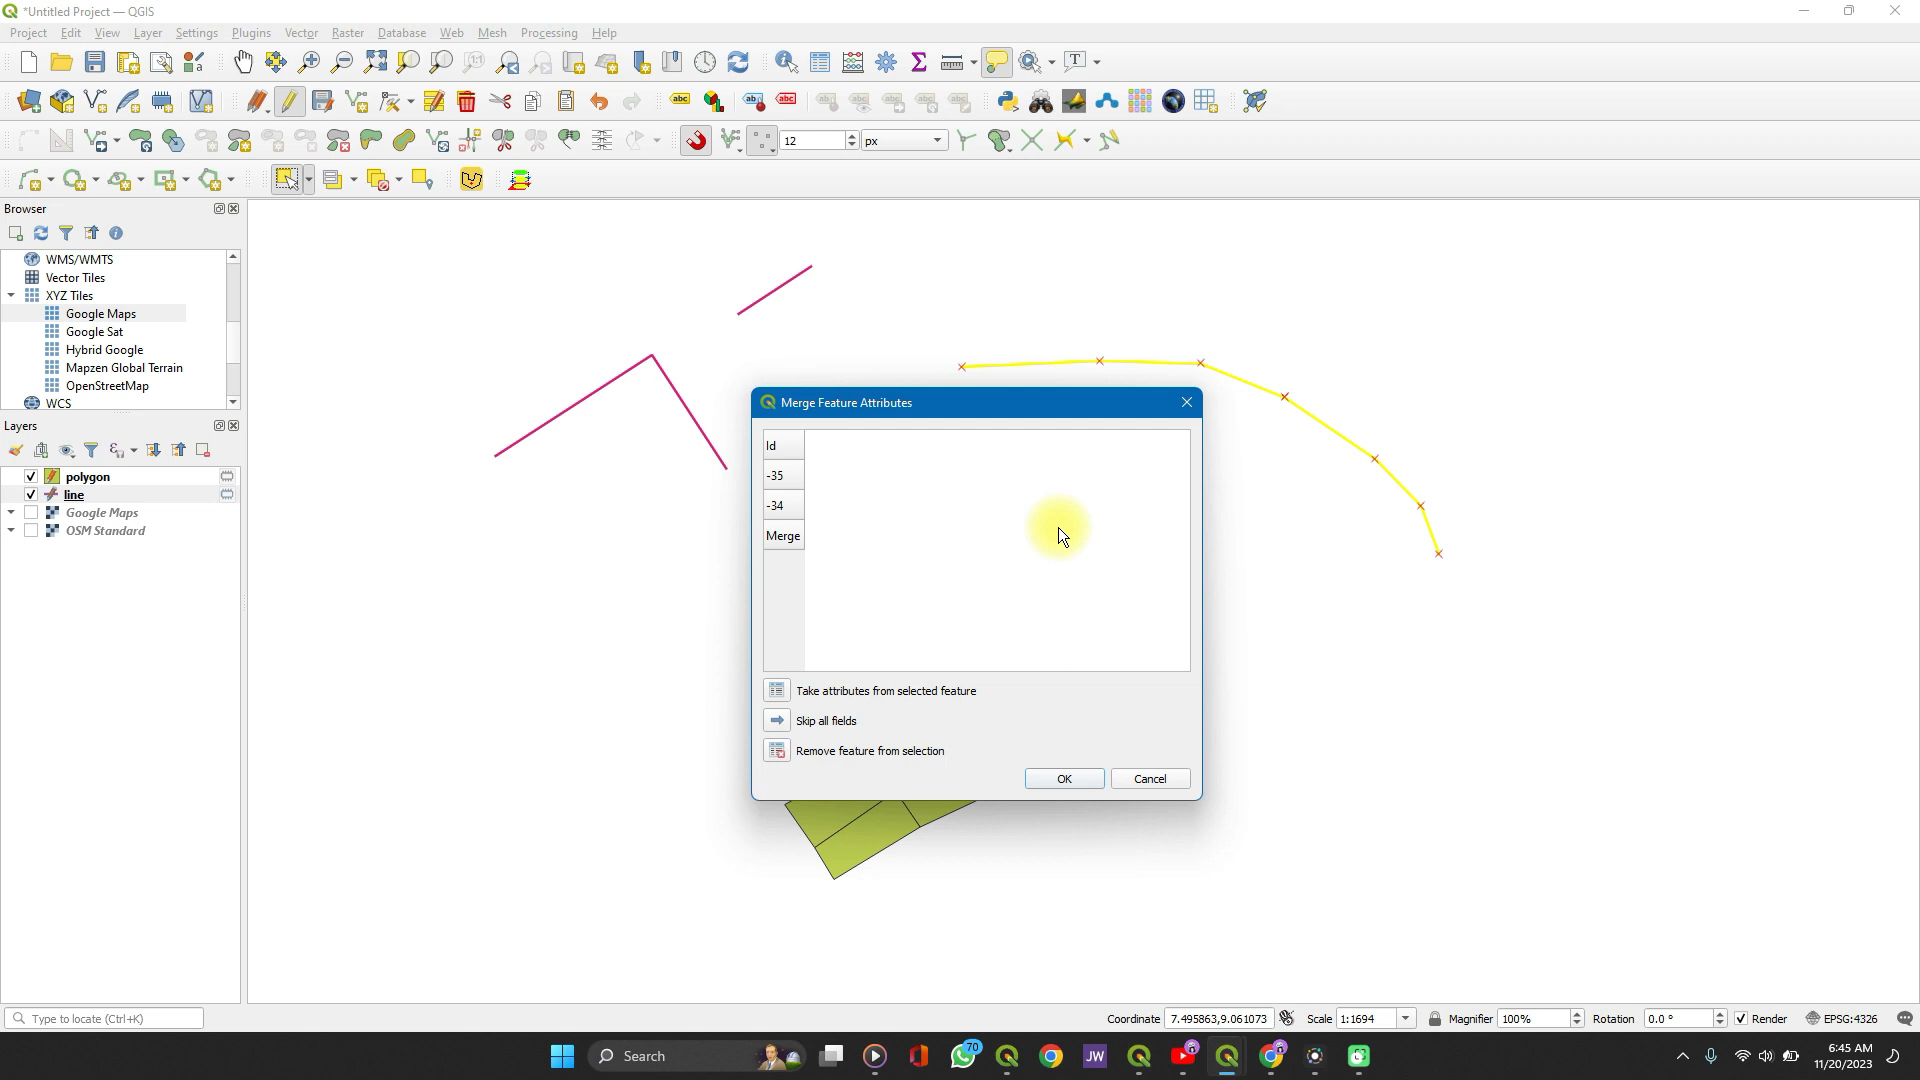 *Untitled Project — QGIS
Project Edit View Layer Settings Plugins Vector Raster Database Web Mesh Processing Help
12 px
Browser
WMS/WMTS
Vector Tiles
XYZ Tiles
Google Maps
Google Sat
Hybrid Google
Mapzen Global Terrain
OpenStreetMap
WCS
Layers
polygon
line
Google Maps
OSM Standard
Merge Feature Attributes
Id
-35
-34
Merge
Take attributes from selected feature
Skip all fields
Remove feature from selection
OK Cancel
Type to locate (Ctrl+K)
Coordinate 7.495863,9.061073 Scale 1:1694 Magnifier 100% Rotation 0.0 ° Render EPSG:4326
Search
70
JW
6:45 AM
11/20/2023